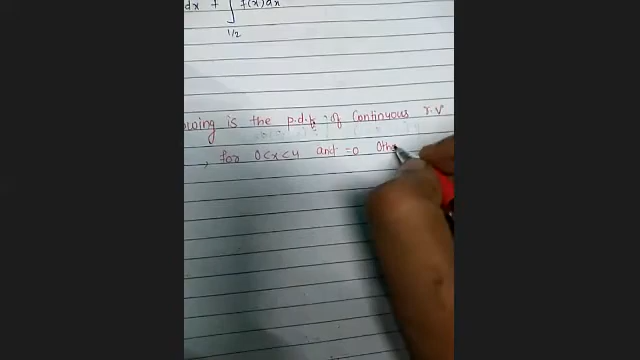 dx + ∫ f(x)dx
1/2
owing is the p.d.f. of Continuous r.v
, for 0<x<4 and =0 Othe